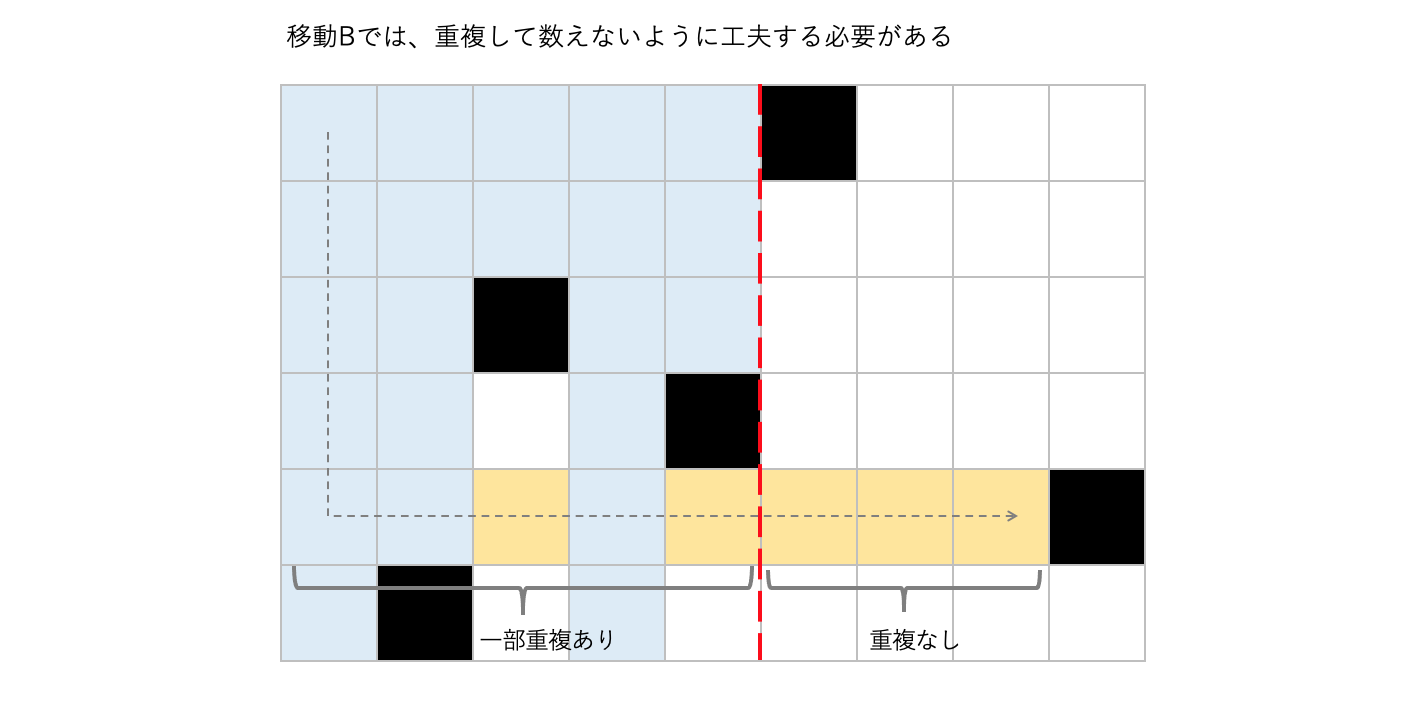 移動Bでは、重複して数えないように工夫する必要がある
一部重複あり
重複なし